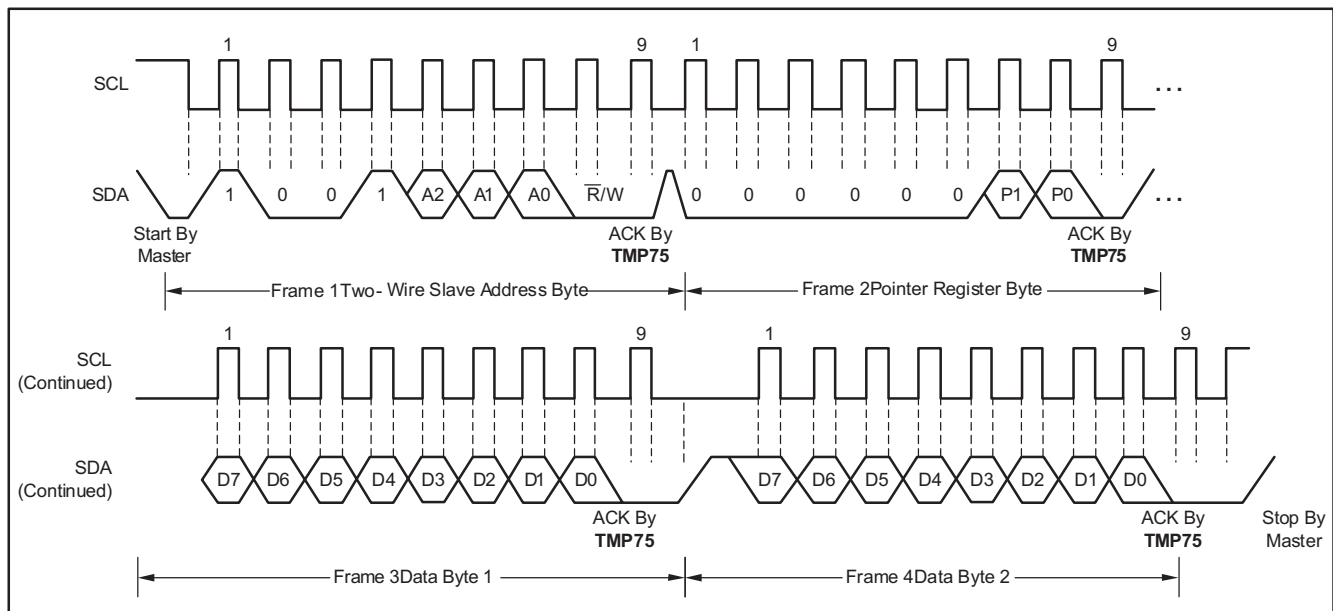 1 9 1 9
SCL ...
SDA 1 0 0 1 A2 A1 A0 R̅/W 0 0 0 0 0 0 P1 P0 ...
Start By
Master
ACK By
TMP75
ACK By
TMP75
Frame 1Two- Wire Slave Address Byte
Frame 2Pointer Register Byte
1 9 1 9
SCL
(Continued)
SDA
(Continued)
D7 D6 D5 D4 D3 D2 D1 D0 D7 D6 D5 D4 D3 D2 D1 D0
ACK By
TMP75
ACK By
TMP75
Stop By
Master
Frame 3Data Byte 1
Frame 4Data Byte 2